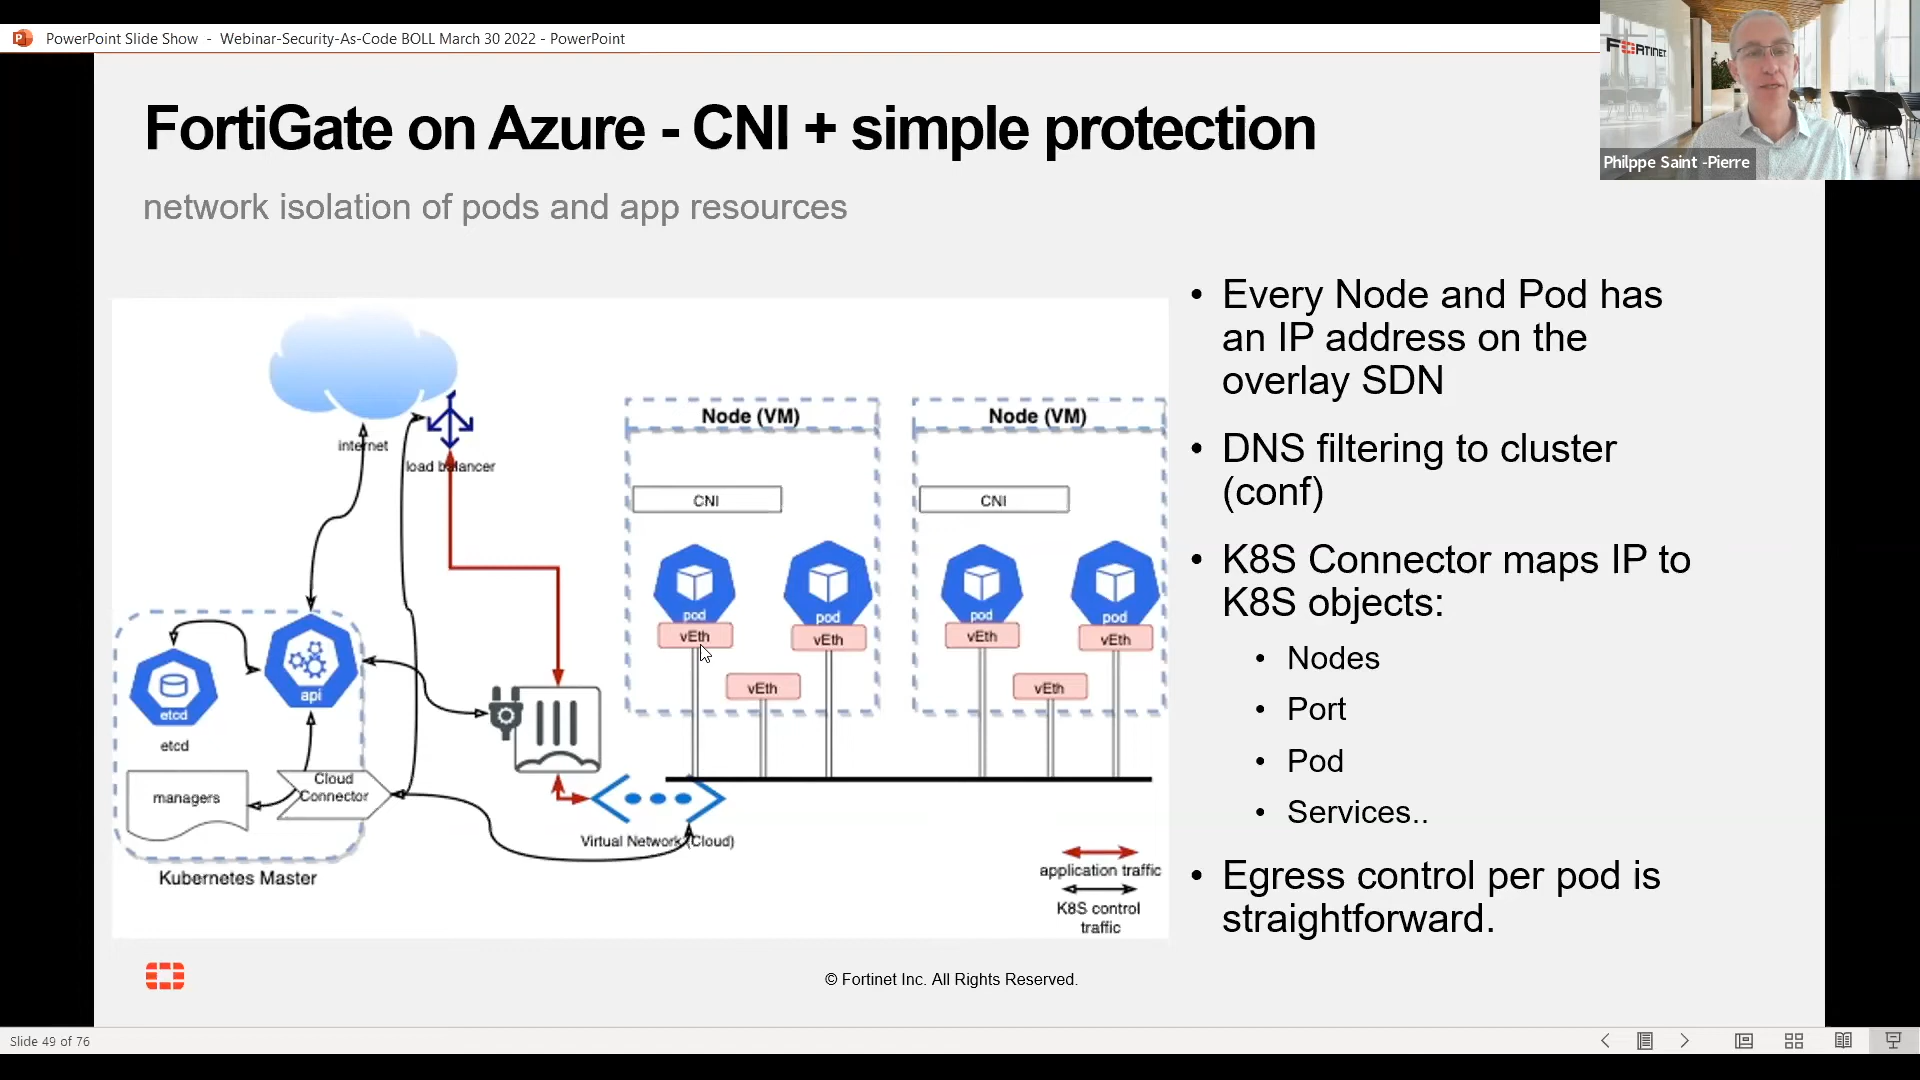 PowerPoint Slide Show - Webinar-Security-As-Code BOLL March 30 2022 - PowerPoint
FORTINET
Philppe Saint -Pierre
FortiGate on Azure - CNI + simple protection
network isolation of pods and app resources
internet
load balancer
Node (VM)
Node (VM)
CNI
CNI
pod
pod
pod
pod
vEth
vEth
vEth
vEth
vEth
vEth
api
etcd
etcd
managers
Cloud
Connector
Kubernetes Master
Virtual Network (Cloud)
application traffic
K8S control
traffic
• Every Node and Pod has
an IP address on the
overlay SDN
• DNS filtering to cluster
(conf)
• K8S Connector maps IP to
K8S objects:
• Nodes
• Port
• Pod
• Services..
• Egress control per pod is
straightforward.
© Fortinet Inc. All Rights Reserved.
Slide 49 of 76